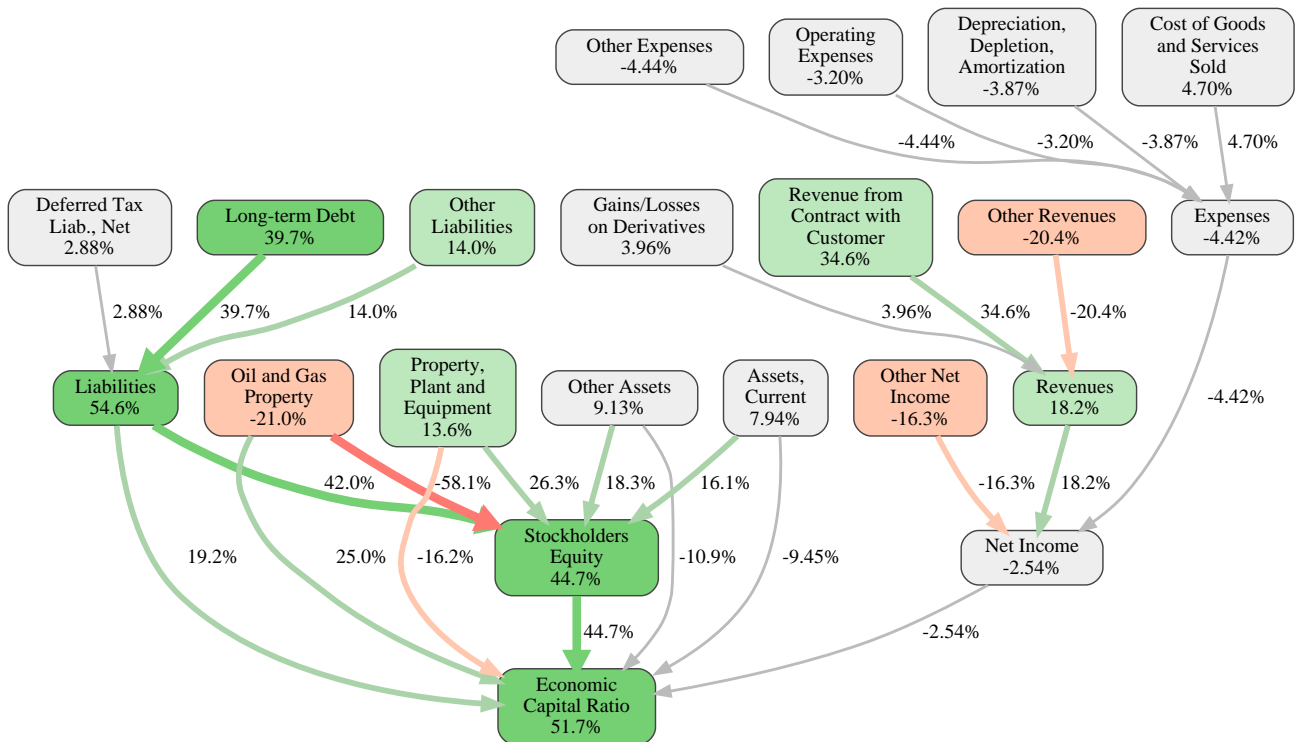 Other Expenses
-4.44%
Operating
Expenses
-3.20%
Depreciation,
Depletion,
Amortization
-3.87%
Cost of Goods
and Services
Sold
4.70%
-4.44%
-3.20%
-3.87%
4.70%
Deferred Tax
Liab., Net
2.88%
Long-term Debt
39.7%
Other
Liabilities
14.0%
Gains/Losses
on Derivatives
3.96%
Revenue from
Contract with
Customer
34.6%
Other Revenues
-20.4%
Expenses
-4.42%
2.88%
39.7%
14.0%
3.96%
34.6%
-20.4%
Liabilities
54.6%
Oil and Gas
Property
-21.0%
Property,
Plant and
Equipment
13.6%
Other Assets
9.13%
Assets,
Current
7.94%
Other Net
Income
-16.3%
Revenues
18.2%
-4.42%
42.0%
-58.1%
26.3%
18.3%
16.1%
-16.3%
18.2%
Stockholders
Equity
44.7%
Net Income
-2.54%
19.2%
25.0%
-16.2%
-10.9%
-9.45%
44.7%
-2.54%
Economic
Capital Ratio
51.7%